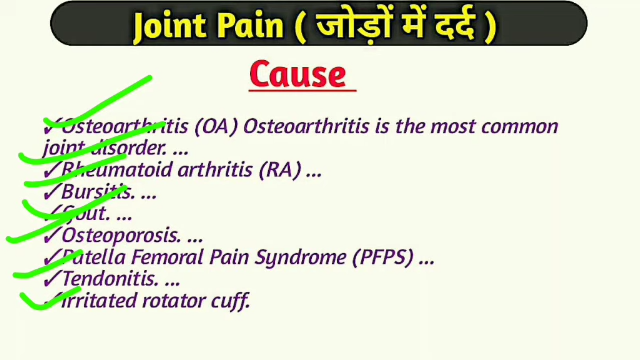 Joint Pain ( जोड़ों में दर्द )
Cause
✓Osteoarthritis (OA) Osteoarthritis is the most common
joint disorder. ...
✓Rheumatoid arthritis (RA) ...
✓Bursitis. ...
✓Gout. ...
✓Osteoporosis. ...
✓Patella Femoral Pain Syndrome (PFPS) ...
✓Tendonitis. ...
✓Irritated rotator cuff.